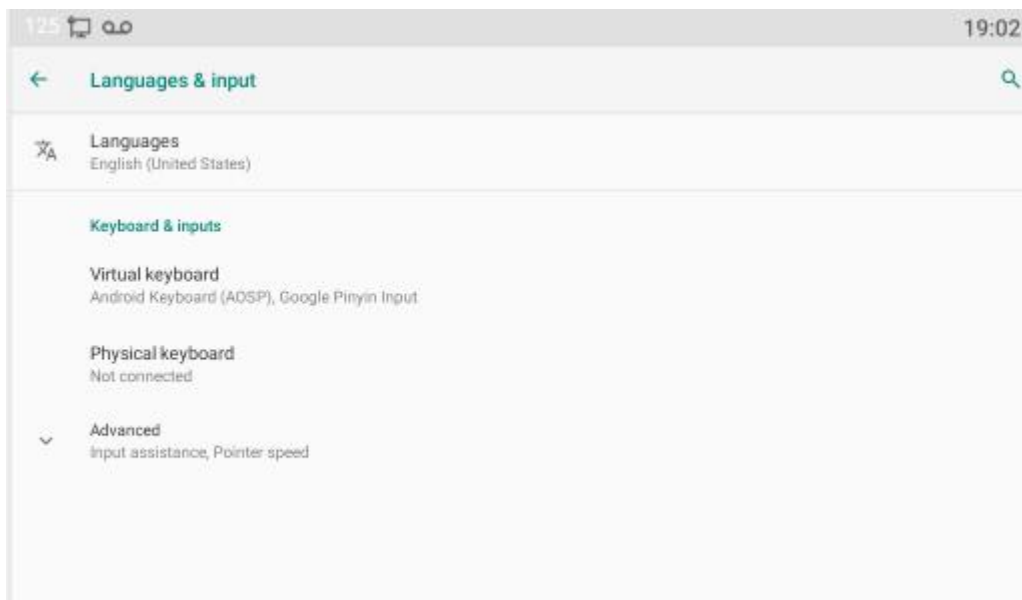 125
19:02
Languages & input
Languages
English (United States)
Keyboard & inputs
Virtual keyboard
Android Keyboard (AOSP), Google Pinyin Input
Physical keyboard
Not connected
Advanced
Input assistance, Pointer speed